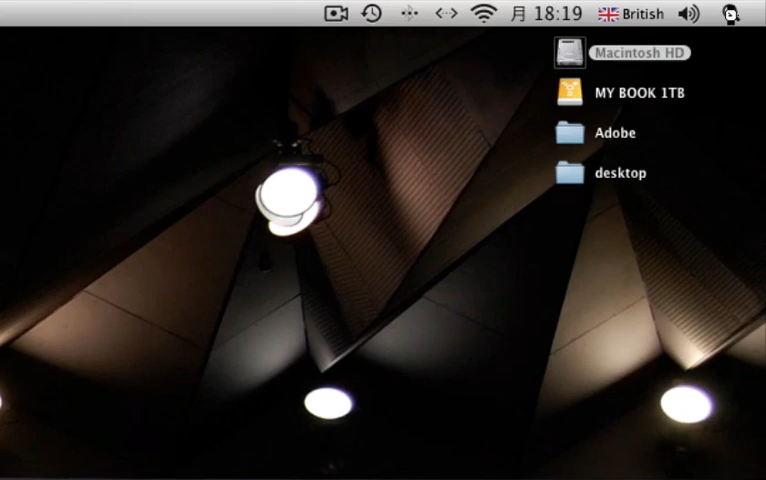 月 18:19 British
Macintosh HD
MY BOOK 1TB
Adobe
desktop